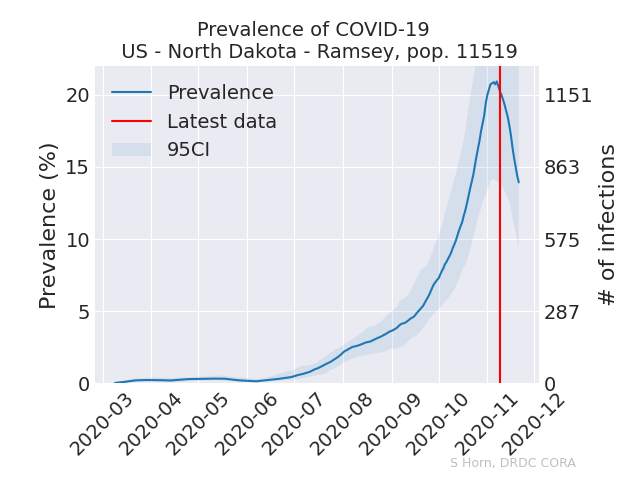 Prevalence of COVID-19
US - North Dakota - Ramsey, pop. 11519
Prevalence
Latest data
95CI
Prevalence (%)
20
15
10
5
0
1151
863
575
287
0
# of infections
2020-03
2020-04
2020-05
2020-06
2020-07
2020-08
2020-09
2020-10
2020-11
2020-12
S Horn, DRDC CORA